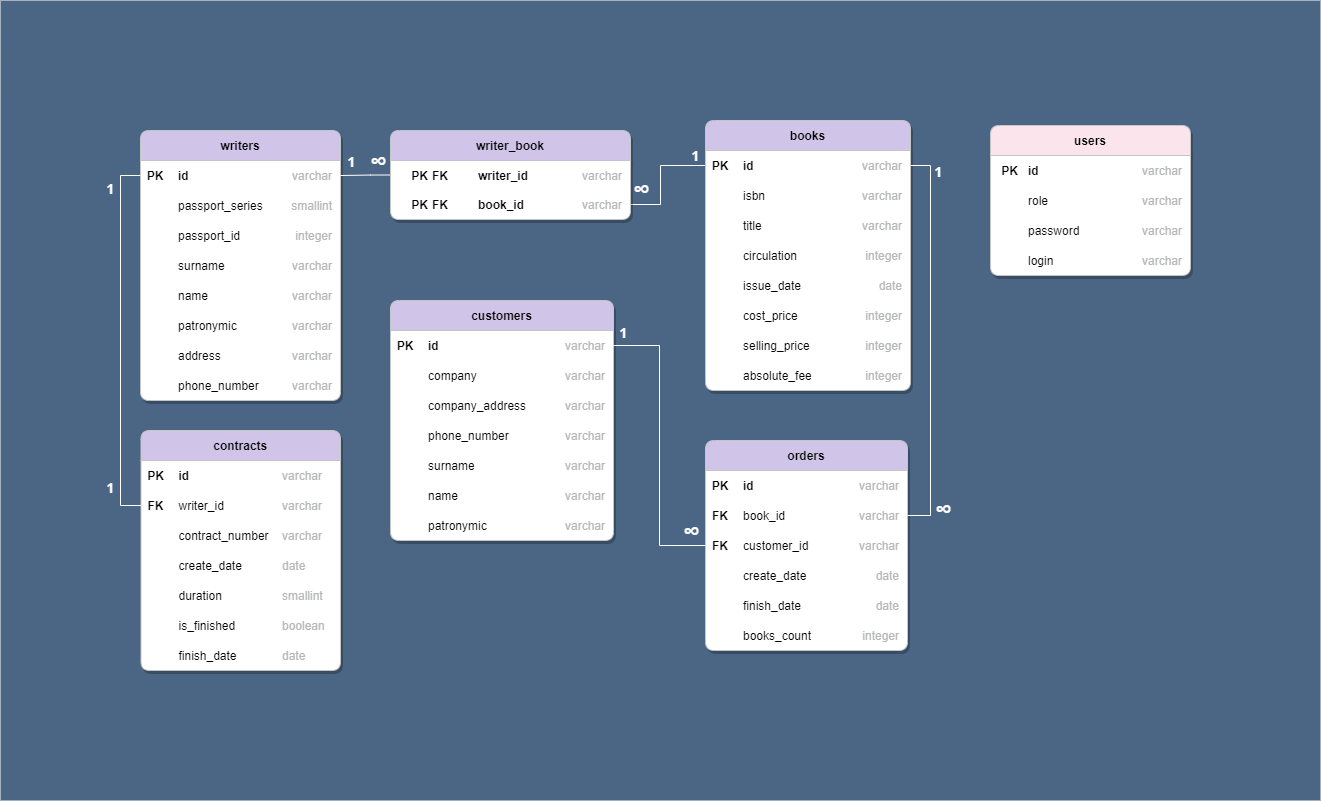 writers
PK id varchar
passport_series smallint
passport_id integer
surname varchar
name varchar
patronymic varchar
address varchar
phone_number varchar
1
1
1 ∞
writer_book
PK FK writer_id varchar
PK FK book_id varchar
∞
1
books
PK id varchar
isbn varchar
title varchar
circulation integer
issue_date date
cost_price integer
selling_price integer
absolute_fee integer
1
∞
users
PK id varchar
role varchar
password varchar
login varchar
customers
PK id varchar
company varchar
company_address varchar
phone_number varchar
surname varchar
name varchar
patronymic varchar
1
∞
contracts
PK id varchar
FK writer_id varchar
contract_number varchar
create_date date
duration smallint
is_finished boolean
finish_date date
orders
PK id varchar
FK book_id varchar
FK customer_id varchar
create_date date
finish_date date
books_count integer